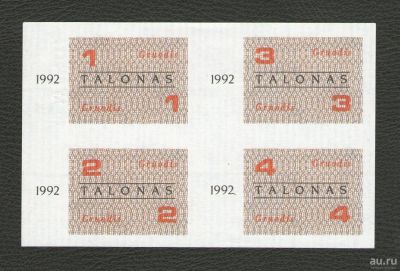 1 Gruodis
1992 TALONAS
Gruodis 1
3 Gruodis
1992 TALONAS
Gruodis 3
2 Gruodis
1992 TALONAS
Gruodis 2
4 Gruodis
1992 TALONAS
Gruodis 4
au.ru